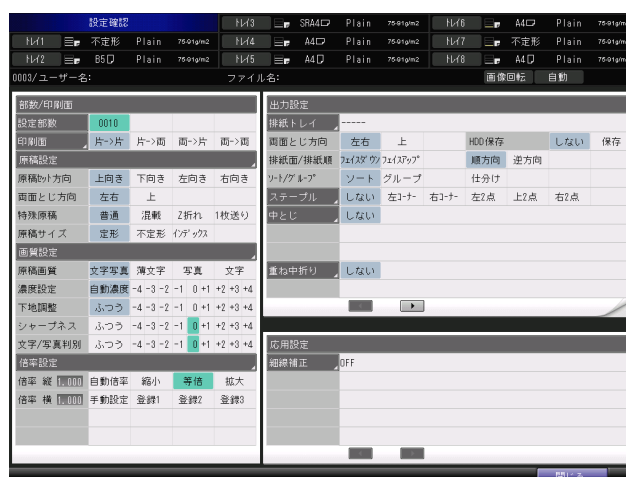 設定確認
ﾄﾚｲ3 SRA4 Plain 75-91g/m2
ﾄﾚｲ6 A4 Plain 75-91g/m
ﾄﾚｲ1 不定形 Plain 75-91g/m2
ﾄﾚｲ4 A4 Plain 75-91g/m2
ﾄﾚｲ7 不定形 Plain 75-91g/m
ﾄﾚｲ2 B5 Plain 75-91g/m2
ﾄﾚｲ5 A4 Plain 75-91g/m2
ﾄﾚｲ8 A4 Plain 75-91g/m
0003/ユーザー名: ファイル名: 画像回転 自動
部数/印刷面
設定部数 0010
印刷面 片->片 片->両 両->片 両->両
原稿設定
原稿ｾｯﾄ方向 上向き 下向き 左向き 右向き
両面とじ方向 左右 上
特殊原稿 普通 混載 Z折れ 1枚送り
原稿サイズ 定形 不定形 ｲﾝﾃﾞｯｸｽ
画質設定
原稿画質 文字写真 薄文字 写真 文字
濃度設定 自動濃度 -4 -3 -2 -1 0 +1 +2 +3 +4
下地調整 ふつう -4 -3 -2 -1 0 +1 +2 +3 +4
シャープネス ふつう -4 -3 -2 -1 0 +1 +2 +3 +4
文字/写真判別 ふつう -4 -3 -2 -1 0 +1 +2 +3 +4
倍率設定
倍率 縦 1.000 自動倍率 縮小 等倍 拡大
倍率 横 1.000 手動設定 登録1 登録2 登録3
出力設定
排紙トレイ -----
両面とじ方向 左右 上 HDD保存 しない 保存
排紙面/排紙順 ﾌｪｲｽﾀﾞｳﾝ ﾌｪｲｽｱｯﾌﾟ 順方向 逆方向
ｿｰﾄ/ｸﾞﾙｰﾌﾟ ソート グループ 仕分け
ステープル しない 左ｺｰﾅｰ 右ｺｰﾅｰ 左2点 上2点 右2点
中とじ しない
重ね中折り しない
応用設定
細線補正 OFF
閉じる